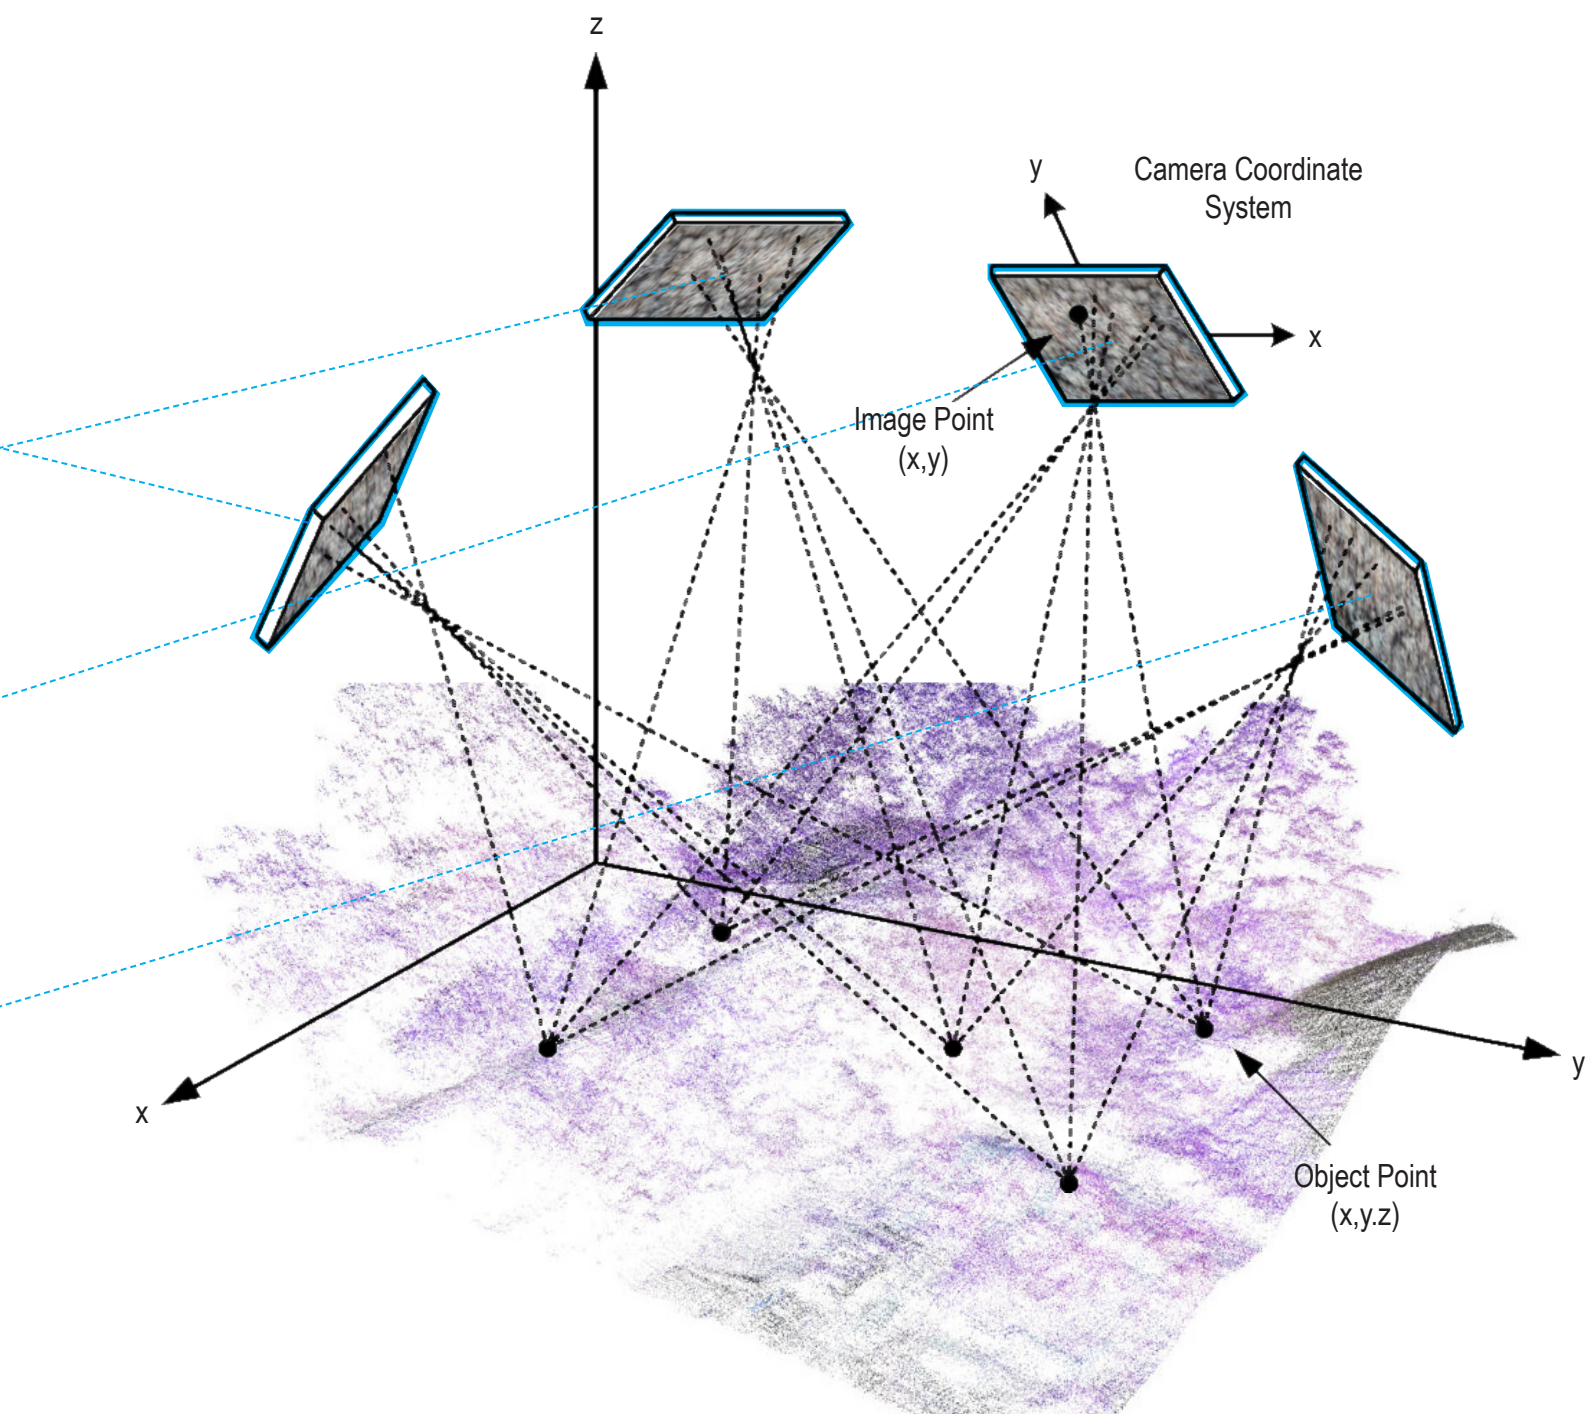 z
y
Camera Coordinate
System
x
Image Point
(x,y)
x
y
Object Point
(x,y.z)